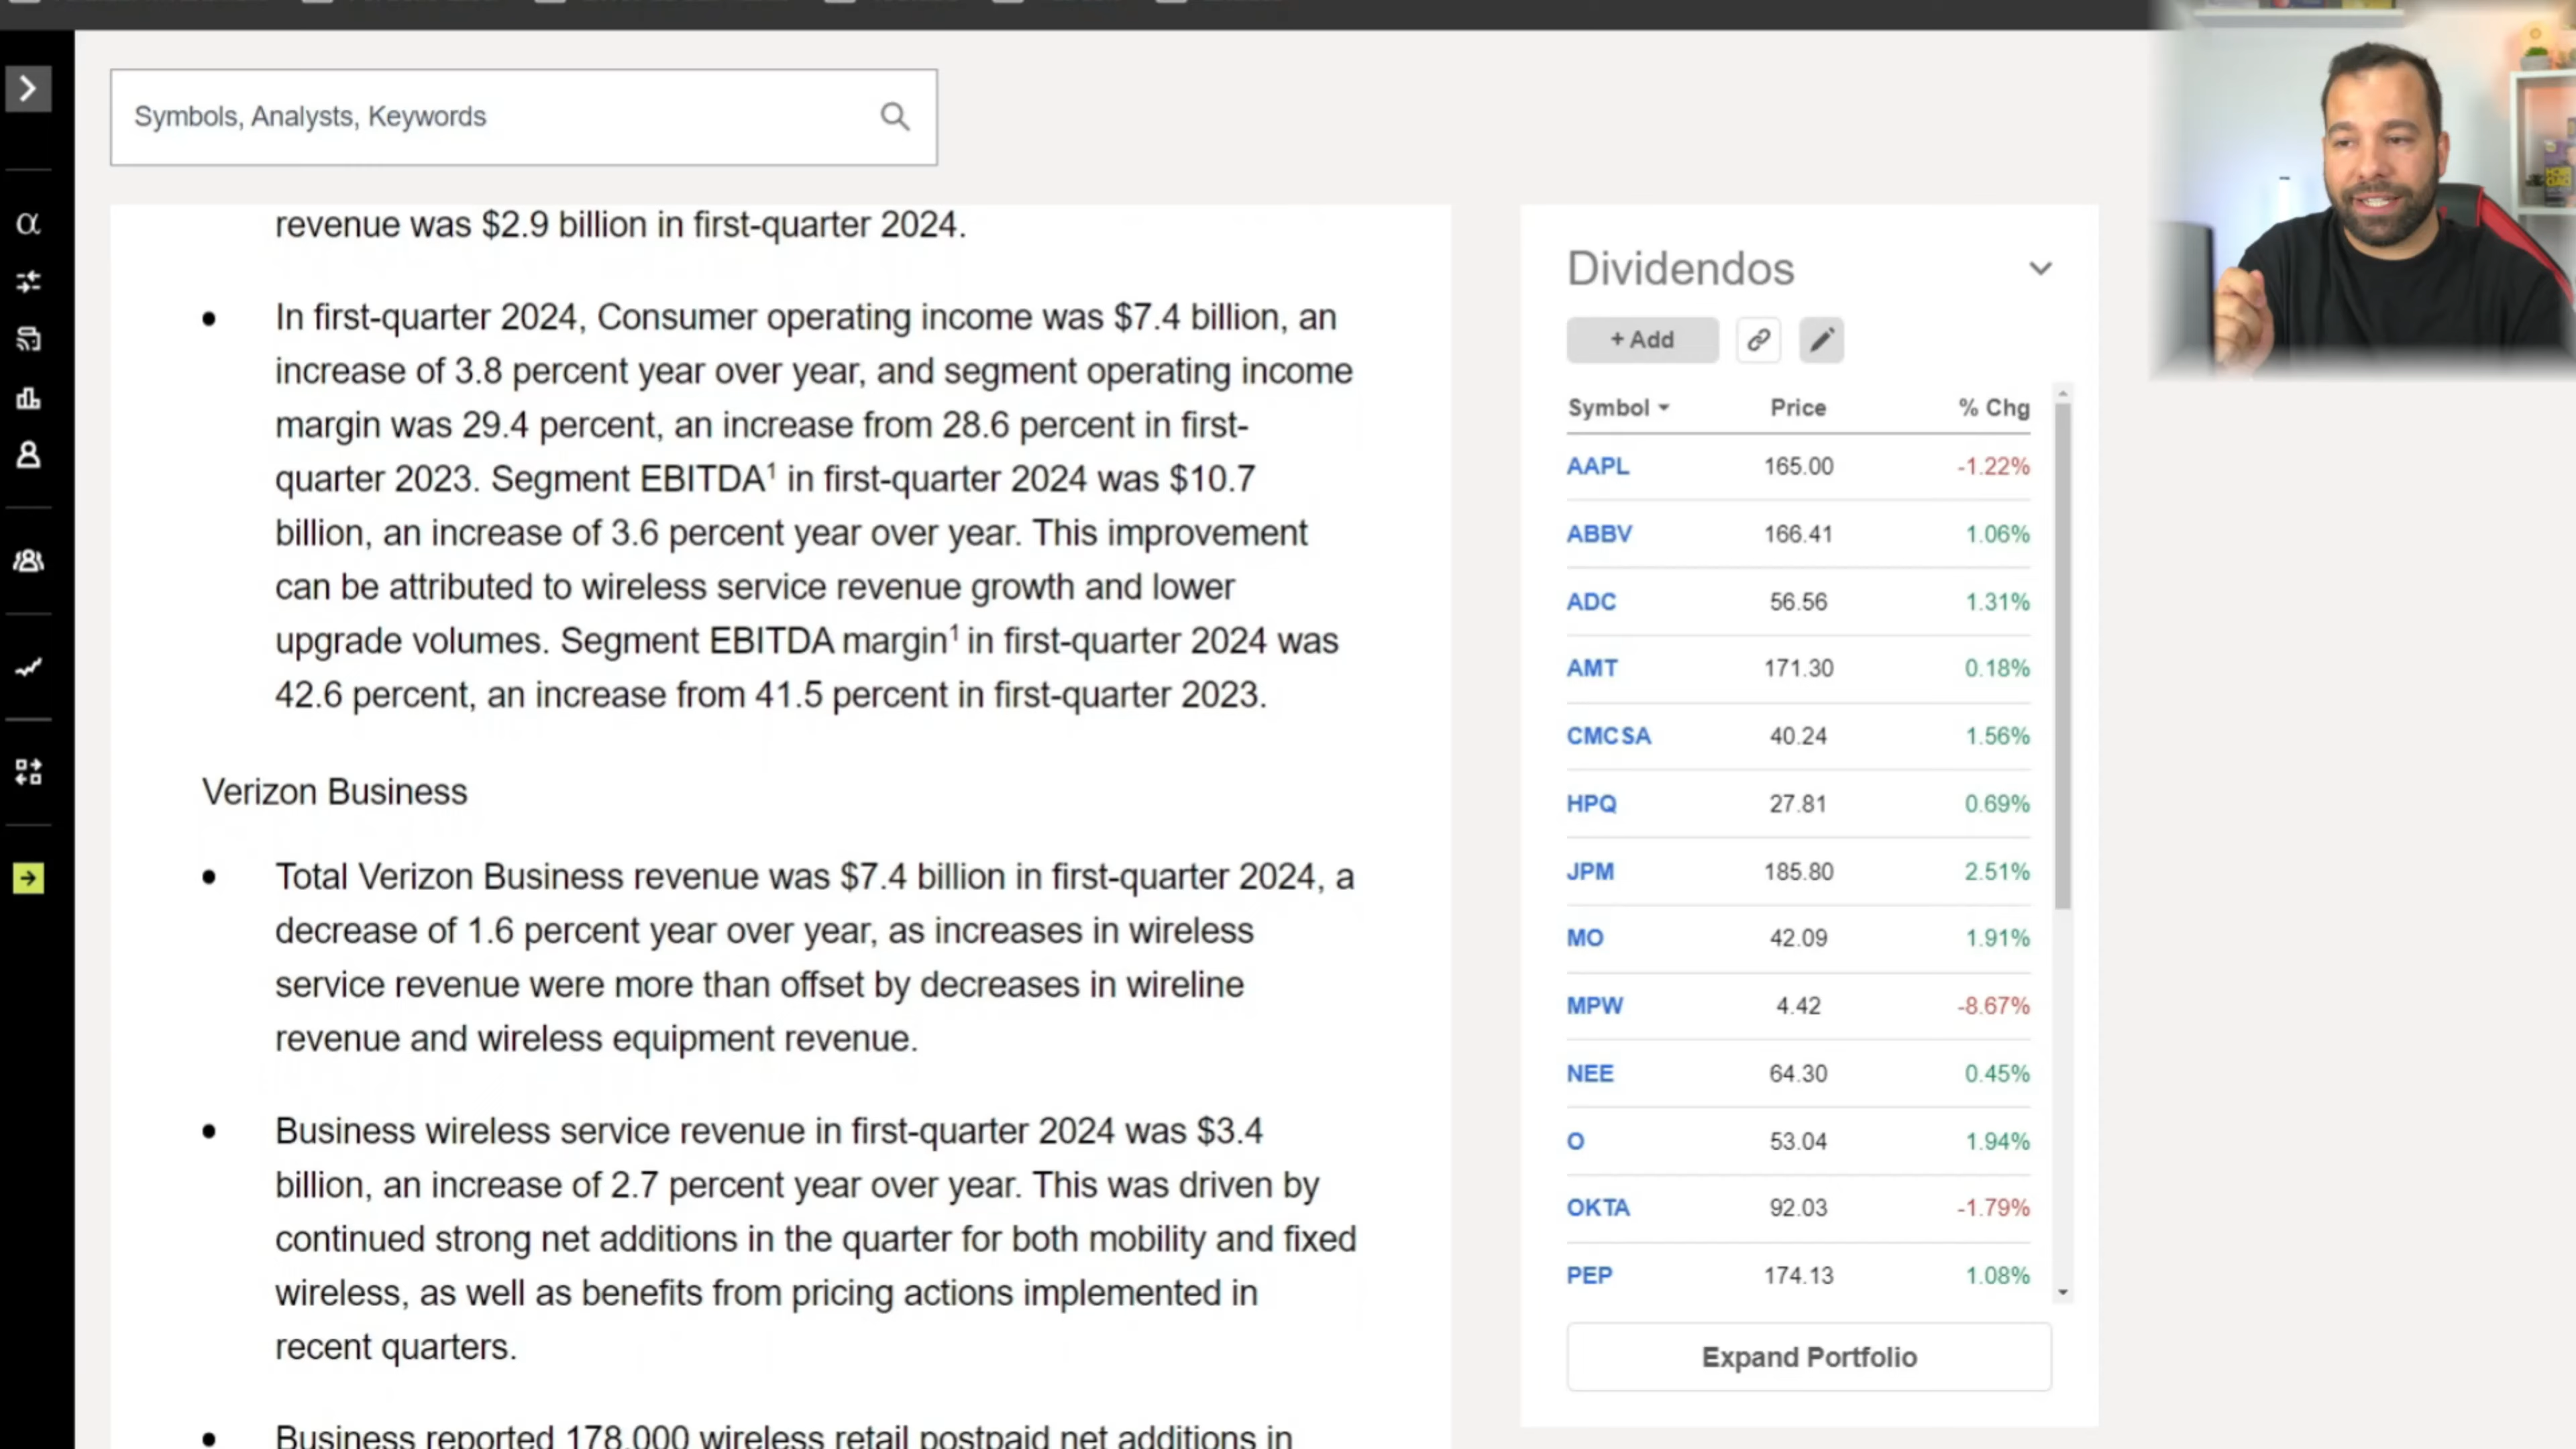 Symbols, Analysts, Keywords
revenue was $2.9 billion in first-quarter 2024.
• In first-quarter 2024, Consumer operating income was $7.4 billion, an
increase of 3.8 percent year over year, and segment operating income
margin was 29.4 percent, an increase from 28.6 percent in first-
quarter 2023. Segment EBITDA¹ in first-quarter 2024 was $10.7
billion, an increase of 3.6 percent year over year. This improvement
can be attributed to wireless service revenue growth and lower
upgrade volumes. Segment EBITDA margin¹ in first-quarter 2024 was
42.6 percent, an increase from 41.5 percent in first-quarter 2023.
Verizon Business
• Total Verizon Business revenue was $7.4 billion in first-quarter 2024, a
decrease of 1.6 percent year over year, as increases in wireless
service revenue were more than offset by decreases in wireline
revenue and wireless equipment revenue.
• Business wireless service revenue in first-quarter 2024 was $3.4
billion, an increase of 2.7 percent year over year. This was driven by
continued strong net additions in the quarter for both mobility and fixed
wireless, as well as benefits from pricing actions implemented in
recent quarters.
• Business reported 178,000 wireless retail postpaid net additions in
Dividendos
+ Add
Symbol Price % Chg
AAPL 165.00 -1.22%
ABBV 166.41 1.06%
ADC 56.56 1.31%
AMT 171.30 0.18%
CMCSA 40.24 1.56%
HPQ 27.81 0.69%
JPM 185.80 2.51%
MO 42.09 1.91%
MPW 4.42 -8.67%
NEE 64.30 0.45%
O 53.04 1.94%
OKTA 92.03 -1.79%
PEP 174.13 1.08%
Expand Portfolio